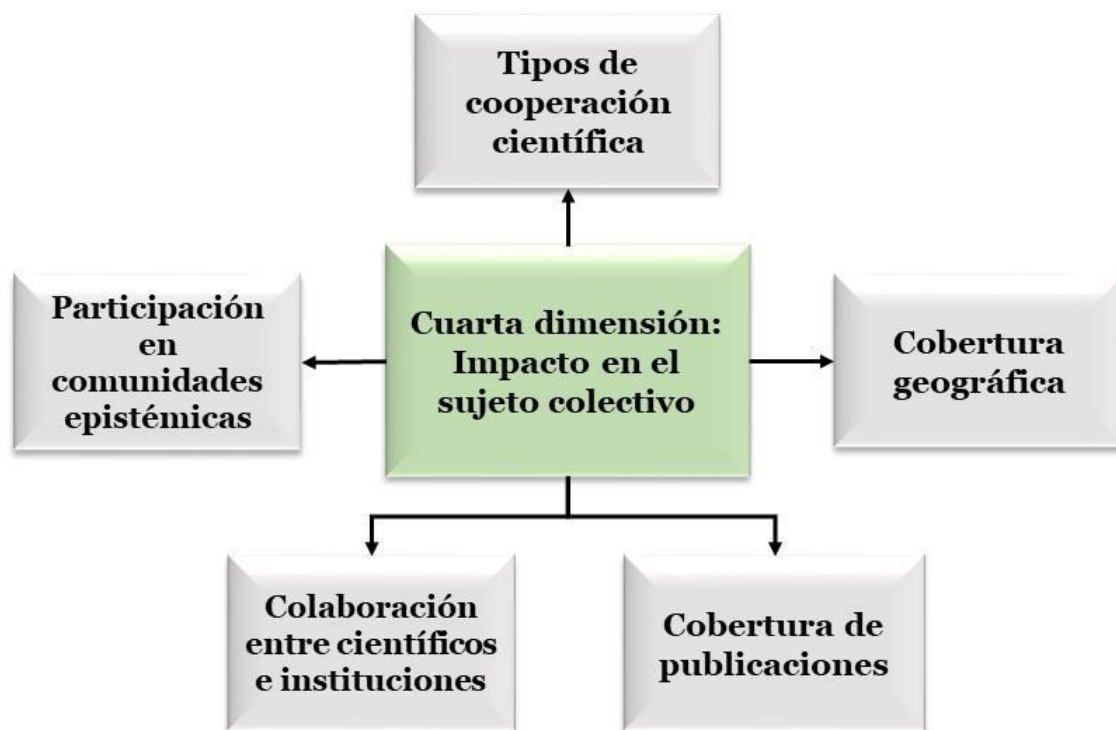 Tipos de
cooperación
científica
Participación
en
comunidades
epistémicas
Cuarta dimensión:
Impacto en el
sujeto colectivo
Cobertura
geográfica
Colaboración
entre científicos
e instituciones
Cobertura de
publicaciones